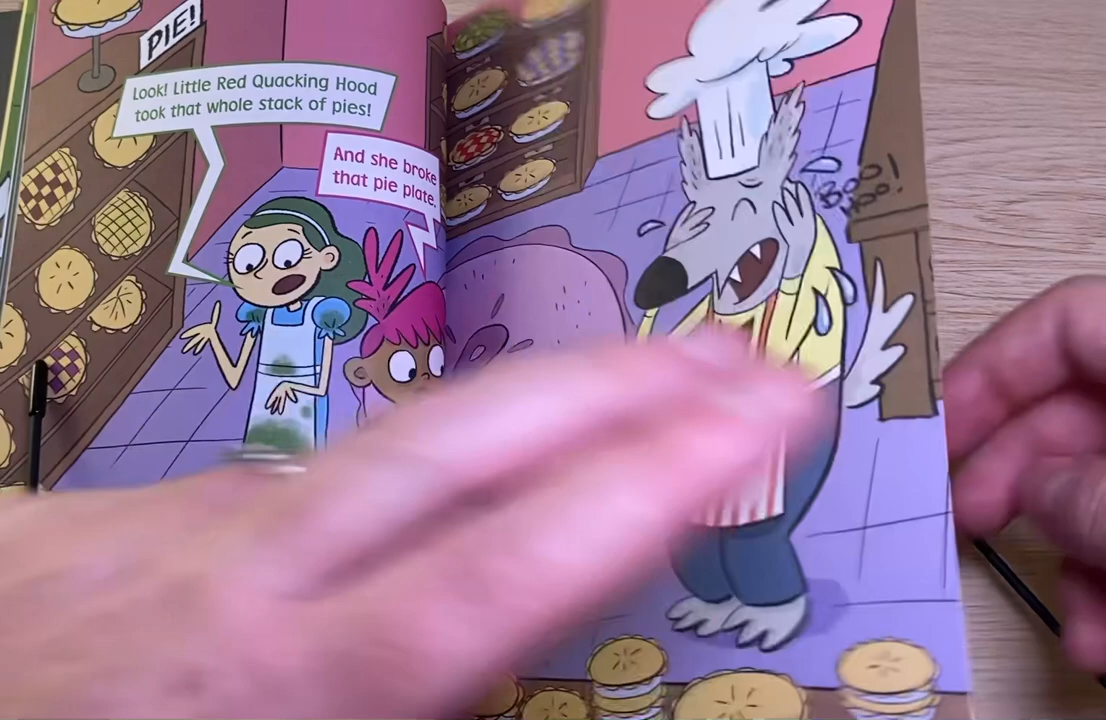 PIE!
Look! Little Red Quacking Hood
took that whole stack of pies!
And she broke
that pie plate.
BOO
HOO!